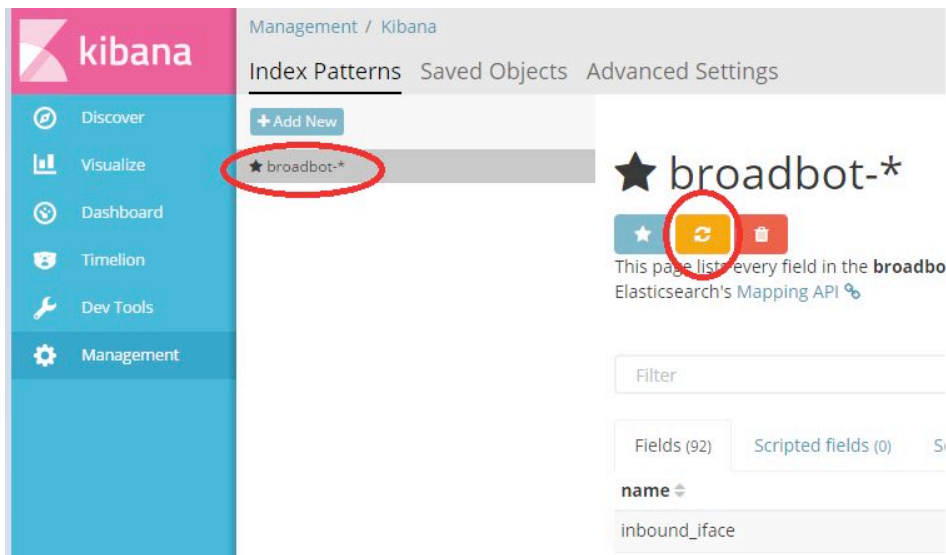 kibana
Discover
Visualize
Dashboard
Timelion
Dev Tools
Management
Management / Kibana
Index Patterns Saved Objects Advanced Settings
+ Add New
broadbot-*
broadbot-*
This page lists every field in the broadbo
Elasticsearch's Mapping API
Filter
Fields (92) Scripted fields (0) S
name
inbound_iface